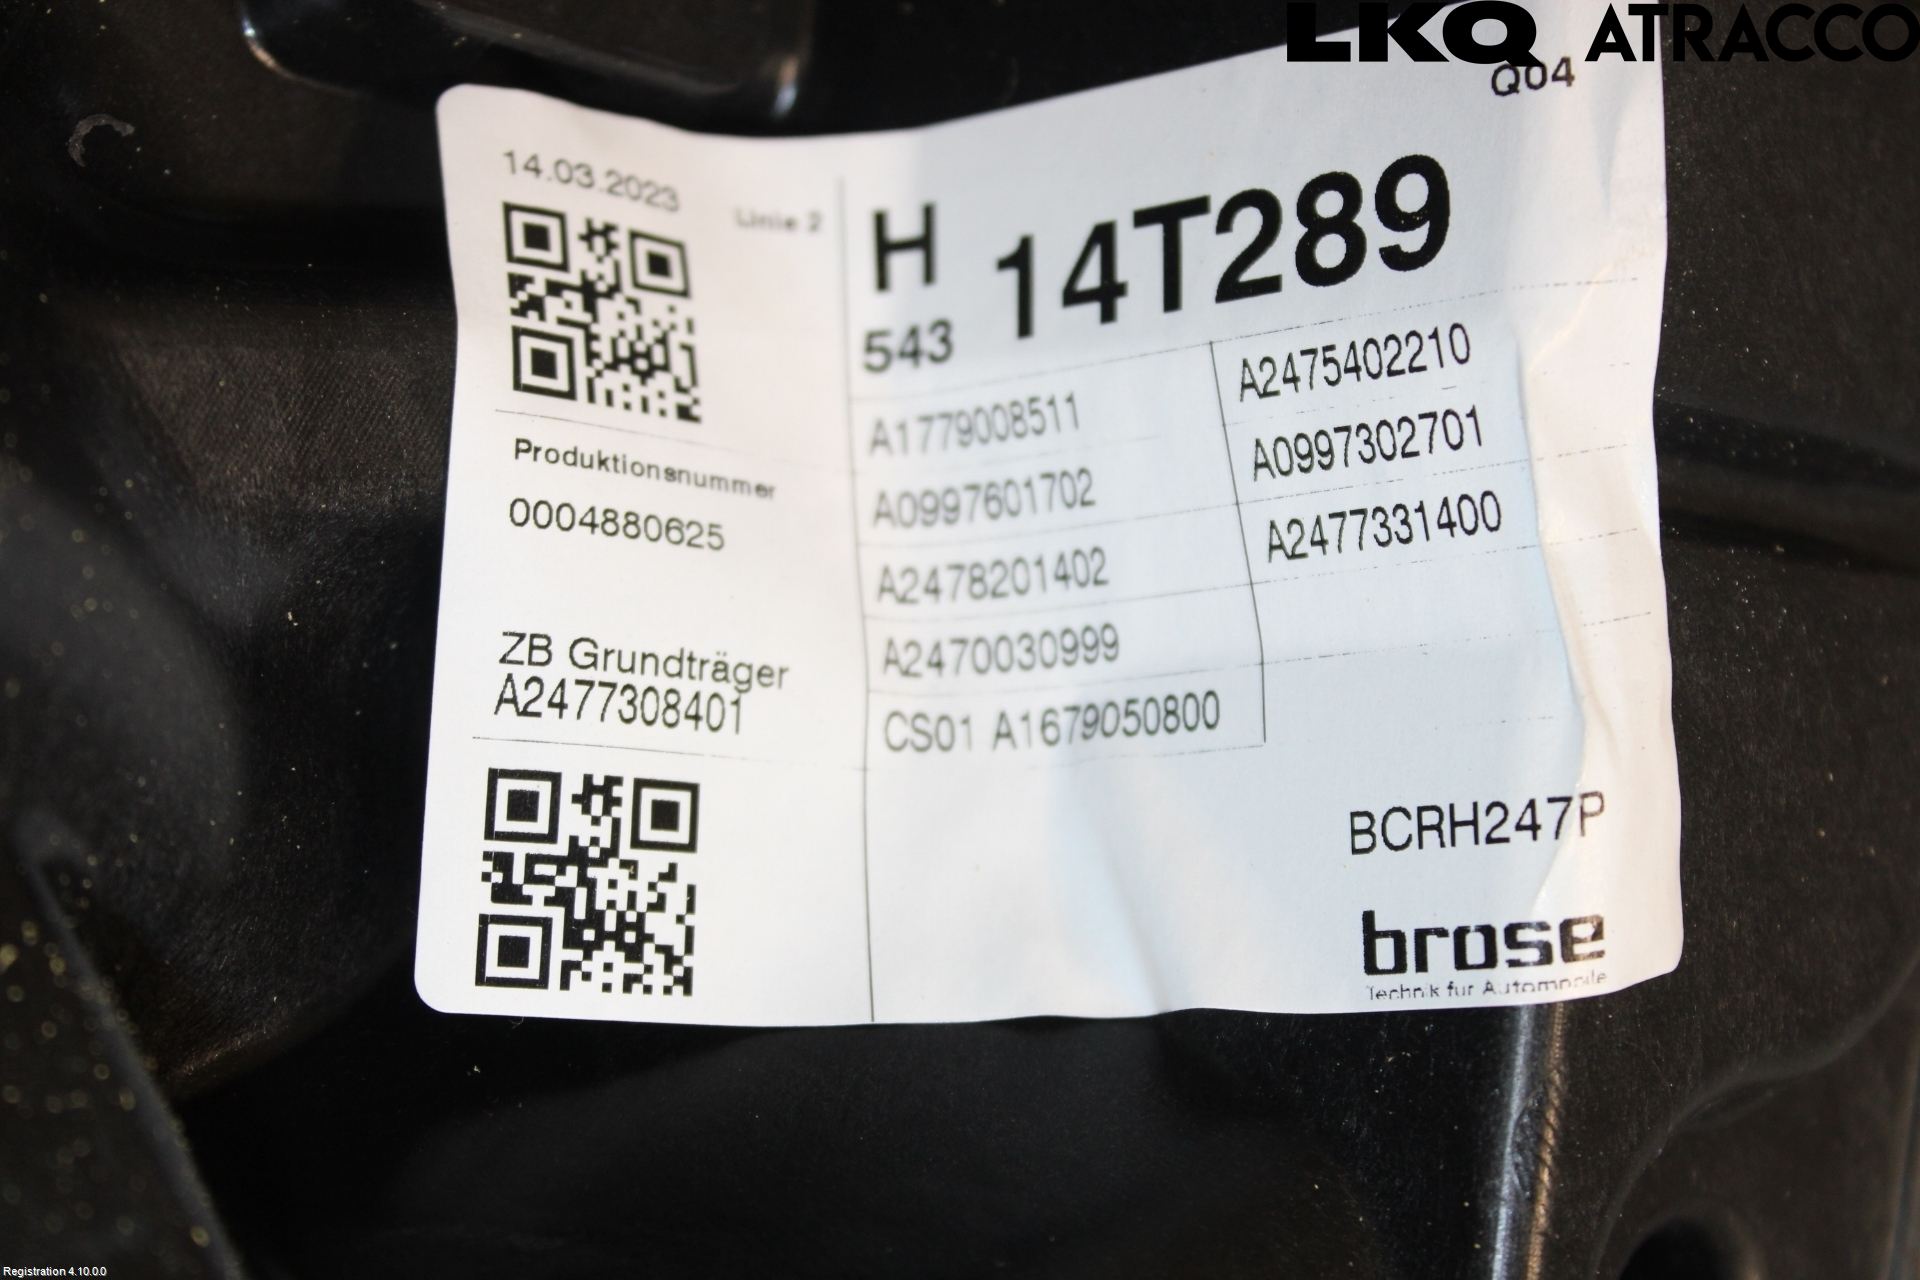 LKQ ATRACCO
Q04
14.03.2023
Linie 2
H 14T289
543
Produktionsnummer
0004880625
ZB Grundträger
A2477308401
A1779008511
A0997601702
A2478201402
A2470030999
CS01 A1679050800
A2475402210
A0997302701
A2477331400
BCRH247P
brose
Technik für Automobile
Registration 4.10.0.0